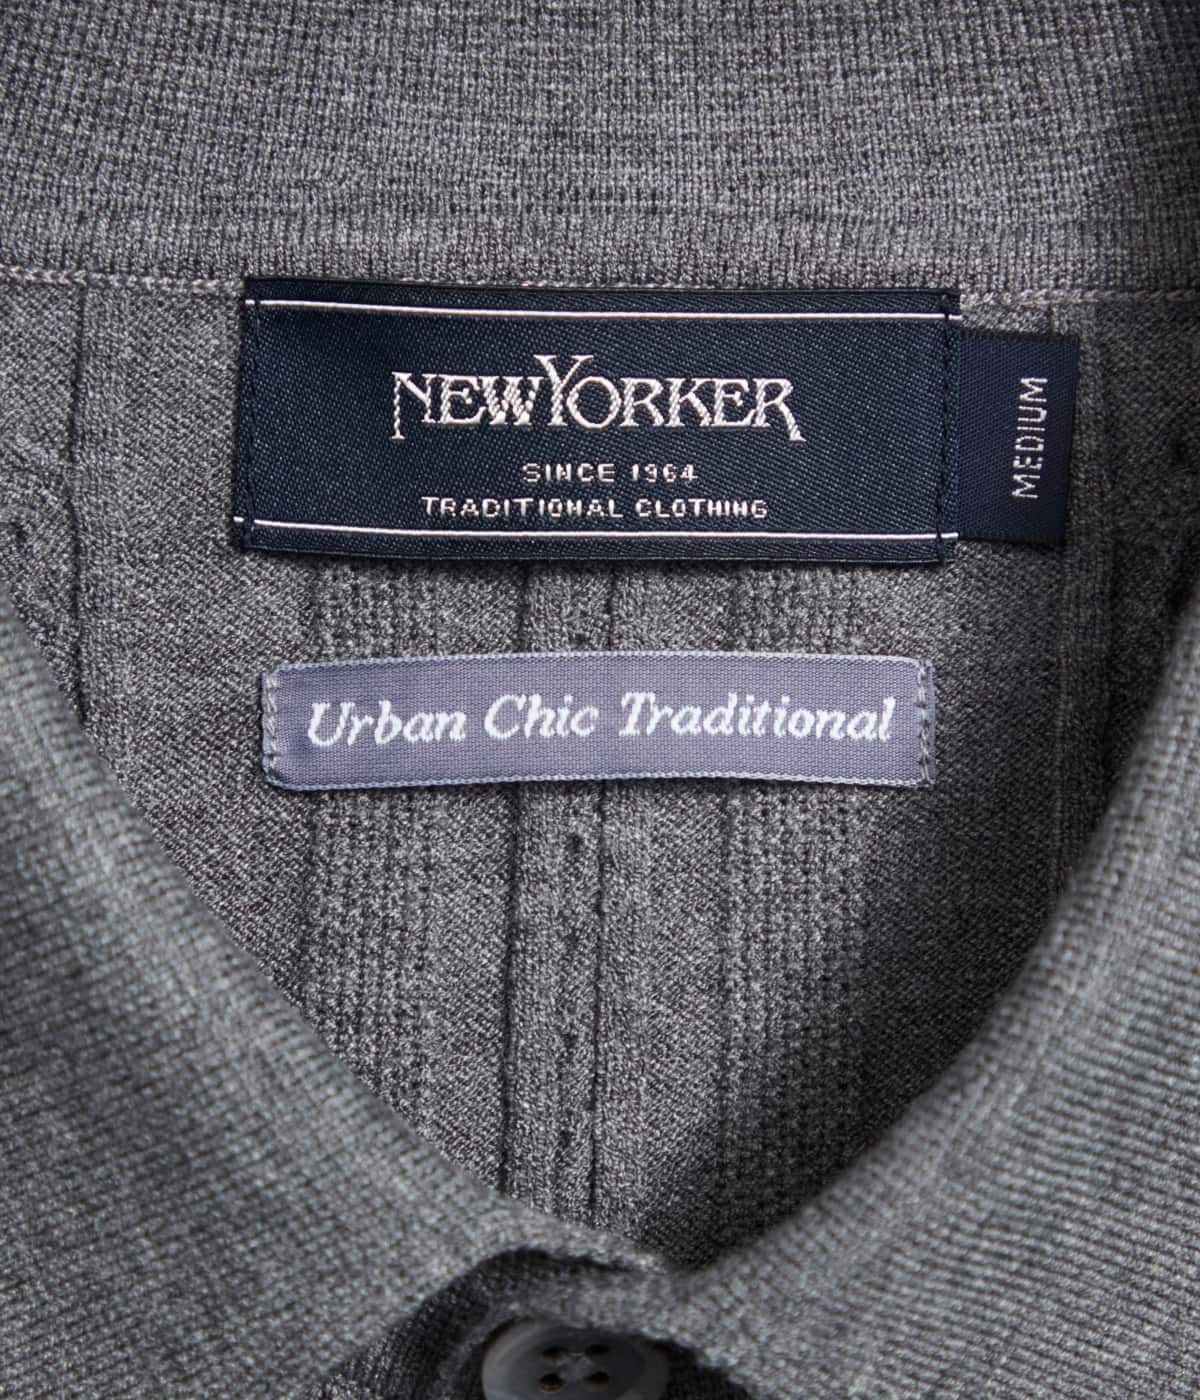 NEWYORKER
SINCE 1964
TRADITIONAL CLOTHING
MEDIUM
Urban Chic Traditional